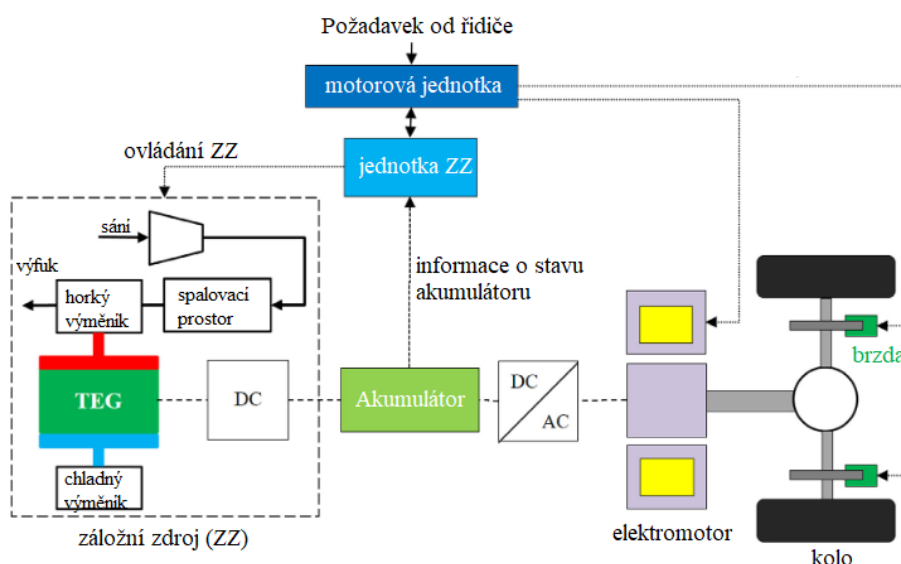 Požadavek od řidiče
motorová jednotka
ovládání ZZ
jednotka ZZ
sání
výfuk
horký
výměník
spalovací
prostor
informace o stavu
akumulátoru
TEG
DC
Akumulátor
DC
AC
brzda
chladný
výměník
záložní zdroj (ZZ)
elektromotor
kolo